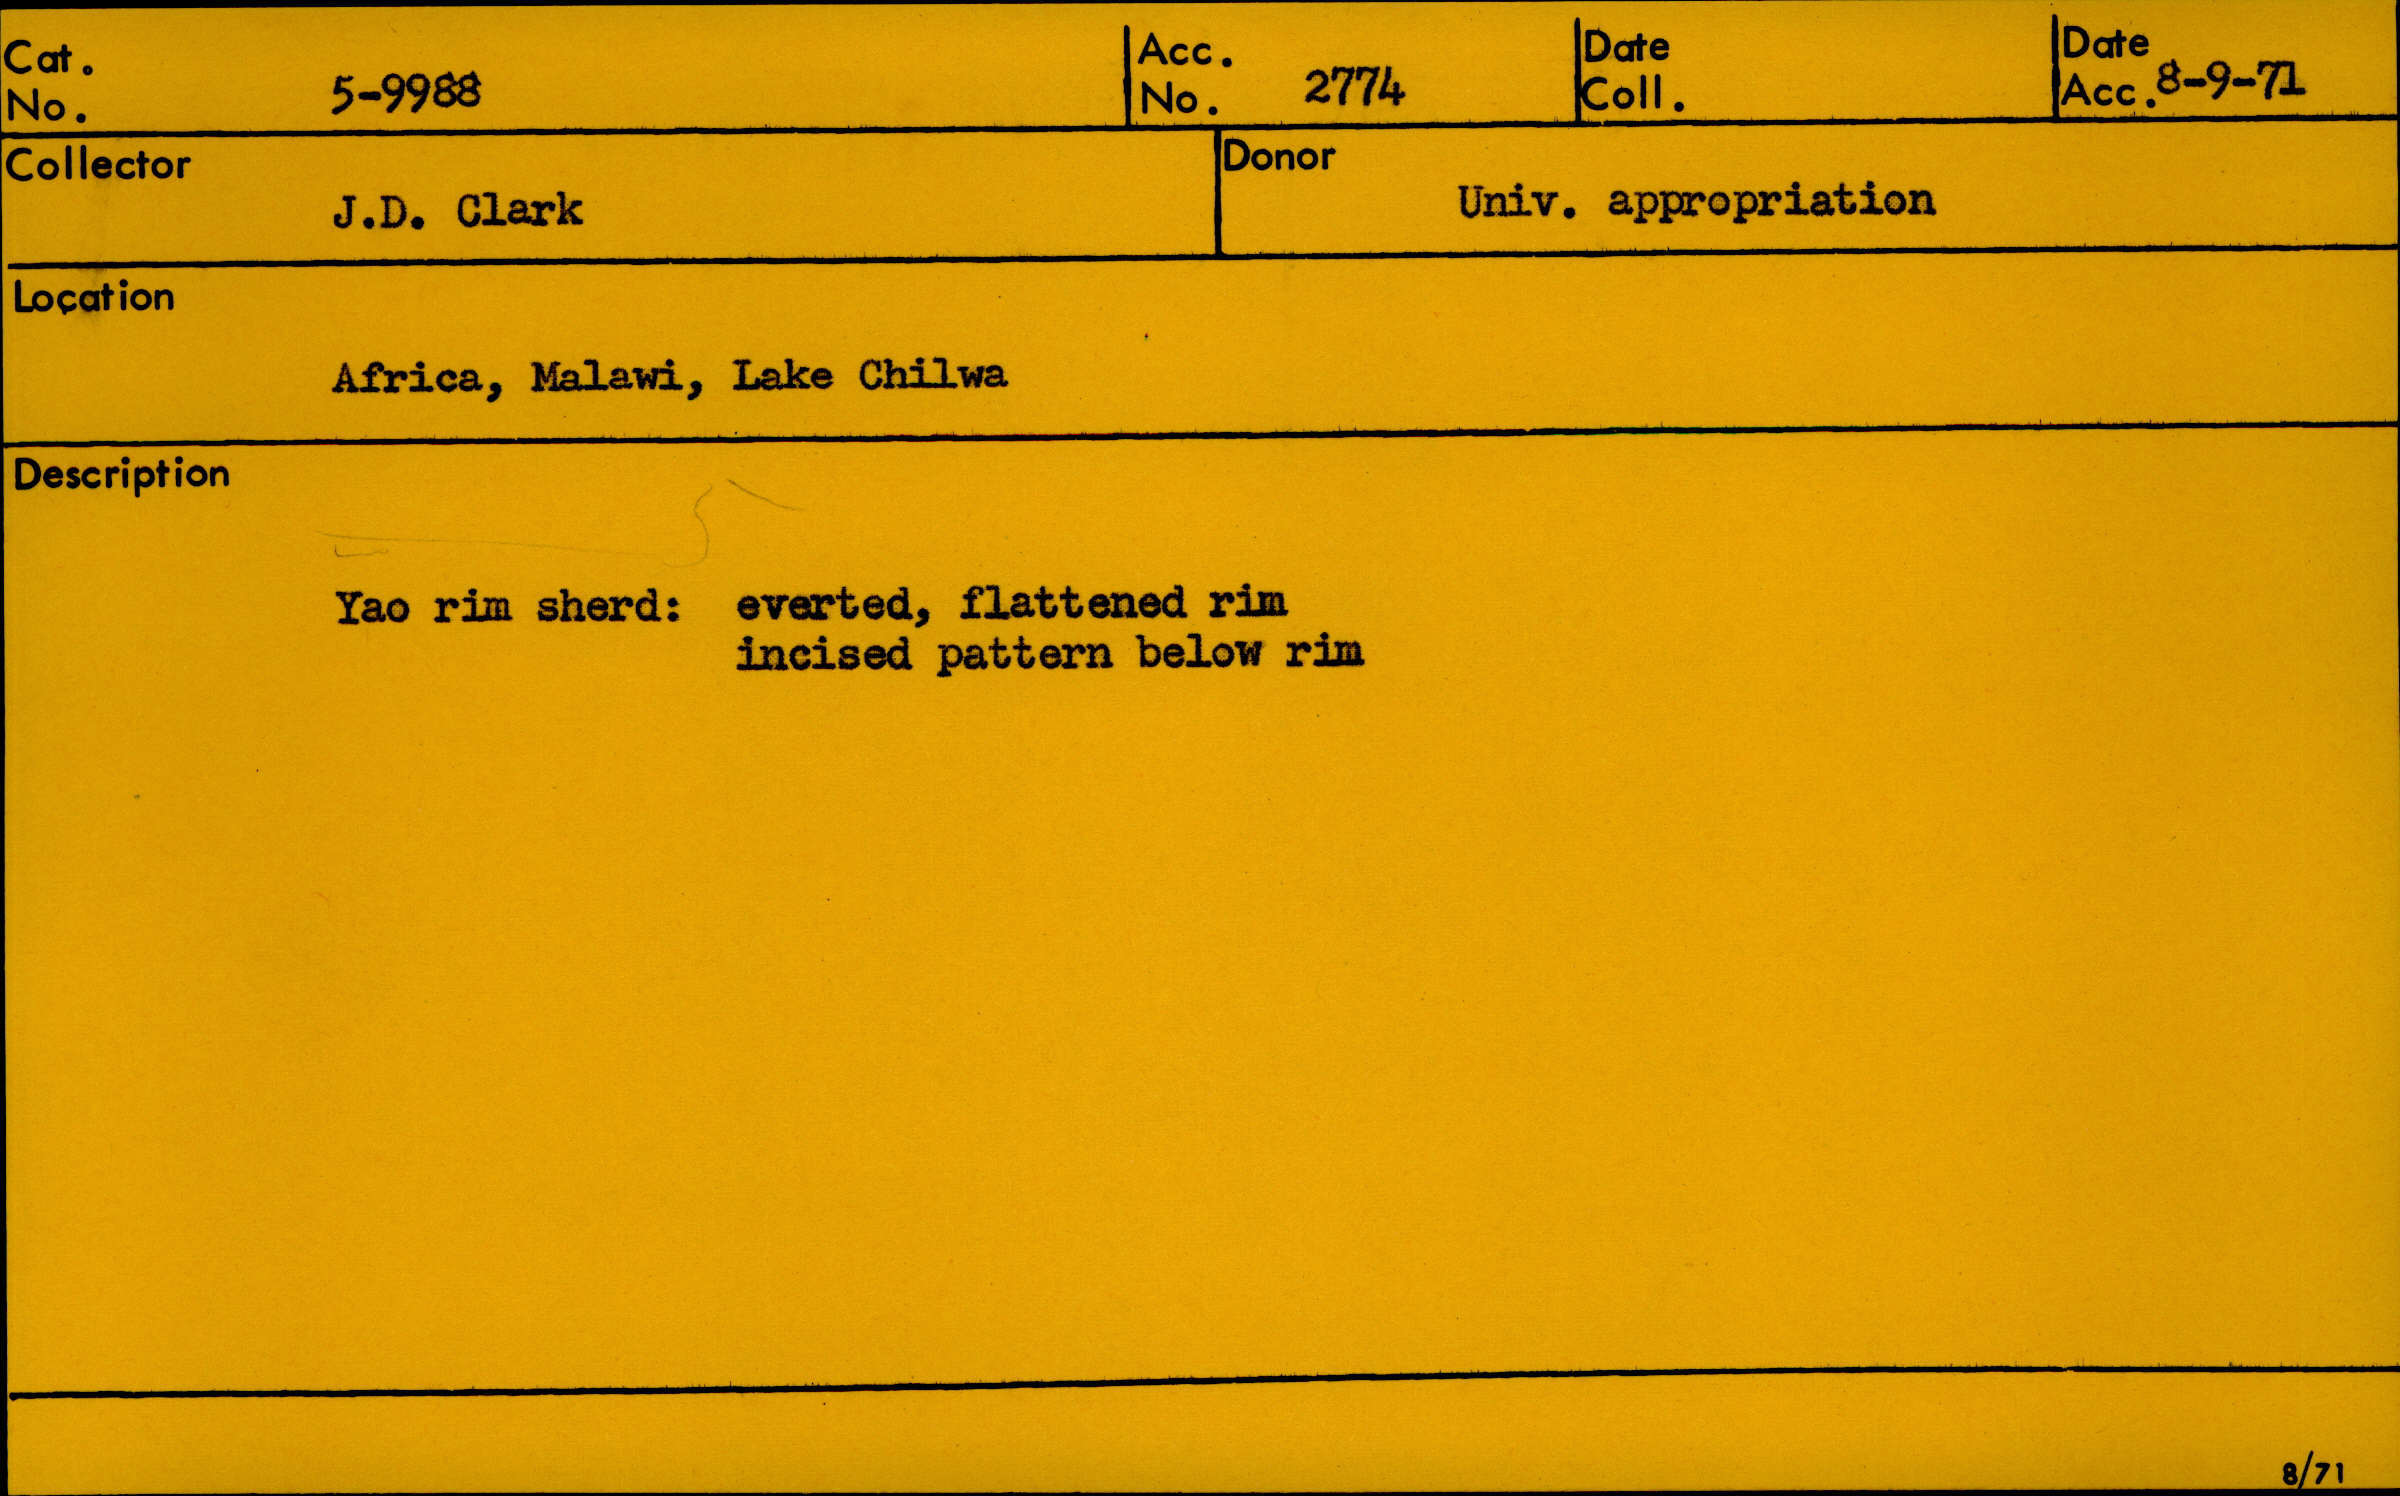 Cat. No. 5-9988
Acc. No. 2774
Date Coll.
Date Acc. 8-9-71
Collector
J.D. Clark
Donor
Univ. appropriation
Location
Africa, Malawi, Lake Chilwa
Description
Yao rim sherd: everted, flattened rim
incised pattern below rim
8/71